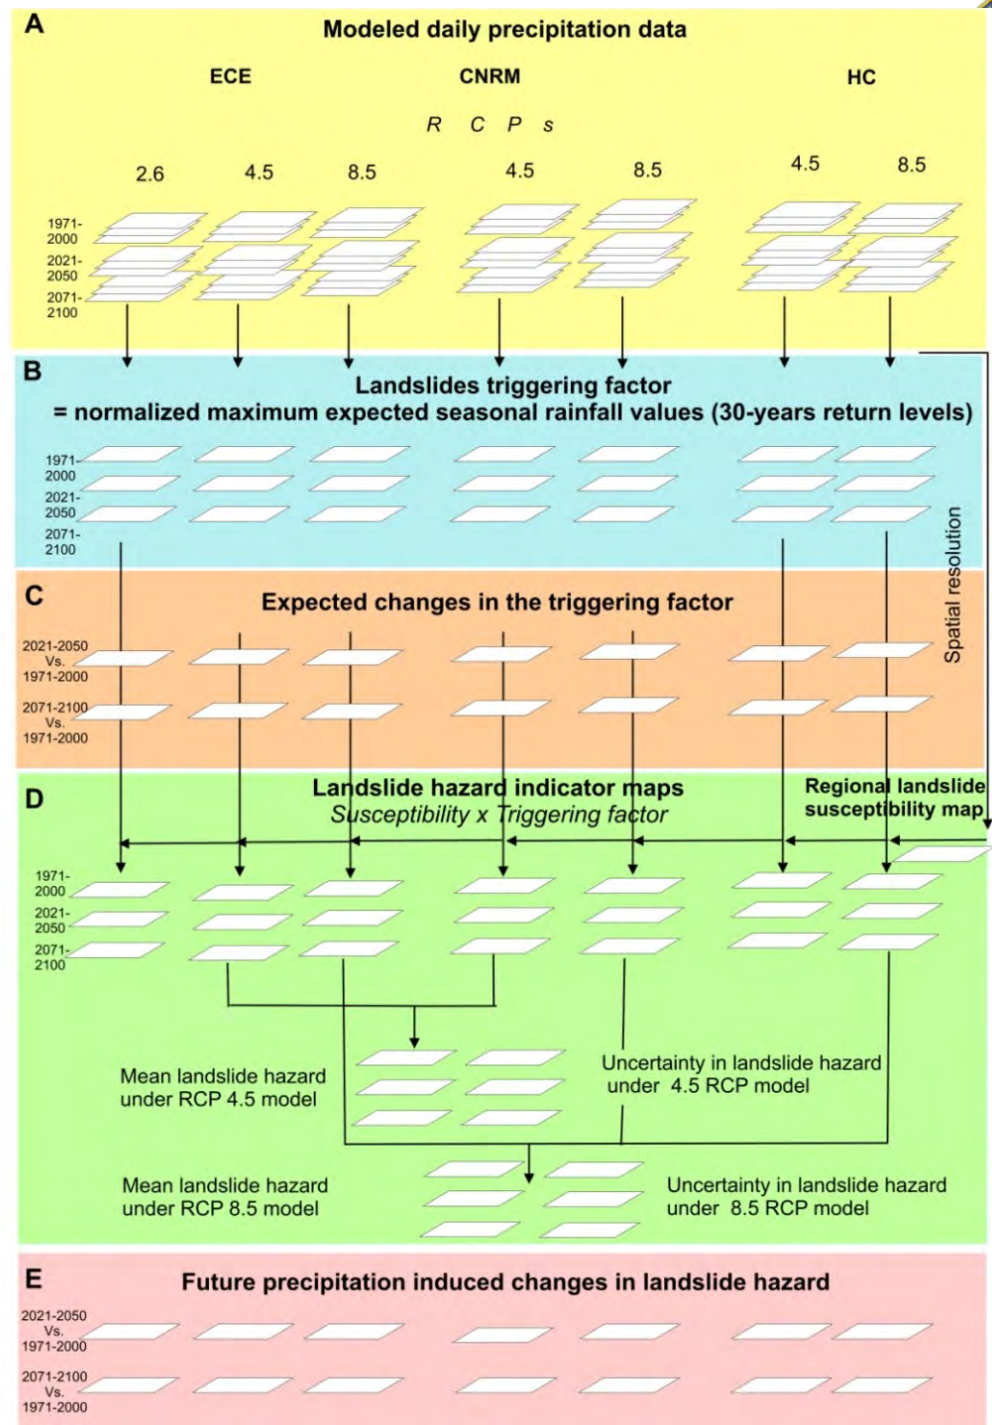 A
Modeled daily precipitation data
ECE CNRM HC
R C P s
2.6 4.5 8.5 4.5 8.5 4.5 8.5
1971-
2000
2021-
2050
2071-
2100
B
Landslides triggering factor
= normalized maximum expected seasonal rainfall values (30-years return levels)
1971-
2000
2021-
2050
2071-
2100
Spatial resolution
C
Expected changes in the triggering factor
2021-2050
Vs.
1971-2000
2071-2100
Vs.
1971-2000
D
Landslide hazard indicator maps
Susceptibility x Triggering factor
Regional landslide
susceptibility map
1971-
2000
2021-
2050
2071-
2100
Mean landslide hazard
under RCP 4.5 model
Uncertainty in landslide hazard
under 4.5 RCP model
Mean landslide hazard
under RCP 8.5 model
Uncertainty in landslide hazard
under 8.5 RCP model
E
Future precipitation induced changes in landslide hazard
2021-2050
Vs.
1971-2000
2071-2100
Vs.
1971-2000